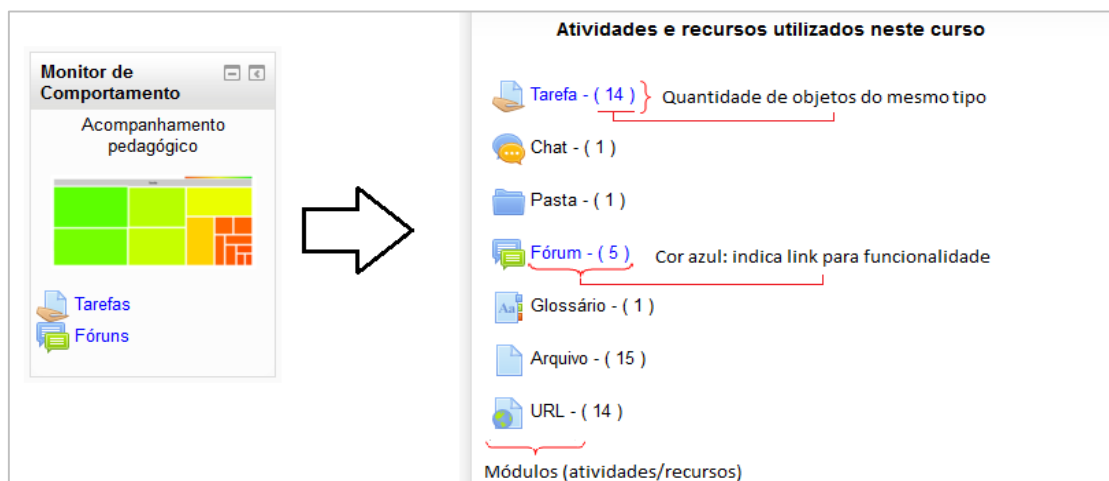 Monitor de
Comportamento
Acompanhamento
pedagógico
Tarefas
Fóruns
Atividades e recursos utilizados neste curso
Tarefa - ( 14 ) Quantidade de objetos do mesmo tipo
Chat - ( 1 )
Pasta - ( 1 )
Fórum - ( 5 ) Cor azul: indica link para funcionalidade
Aa Glossário - ( 1 )
Arquivo - ( 15 )
URL - ( 14 )
Módulos (atividades/recursos)